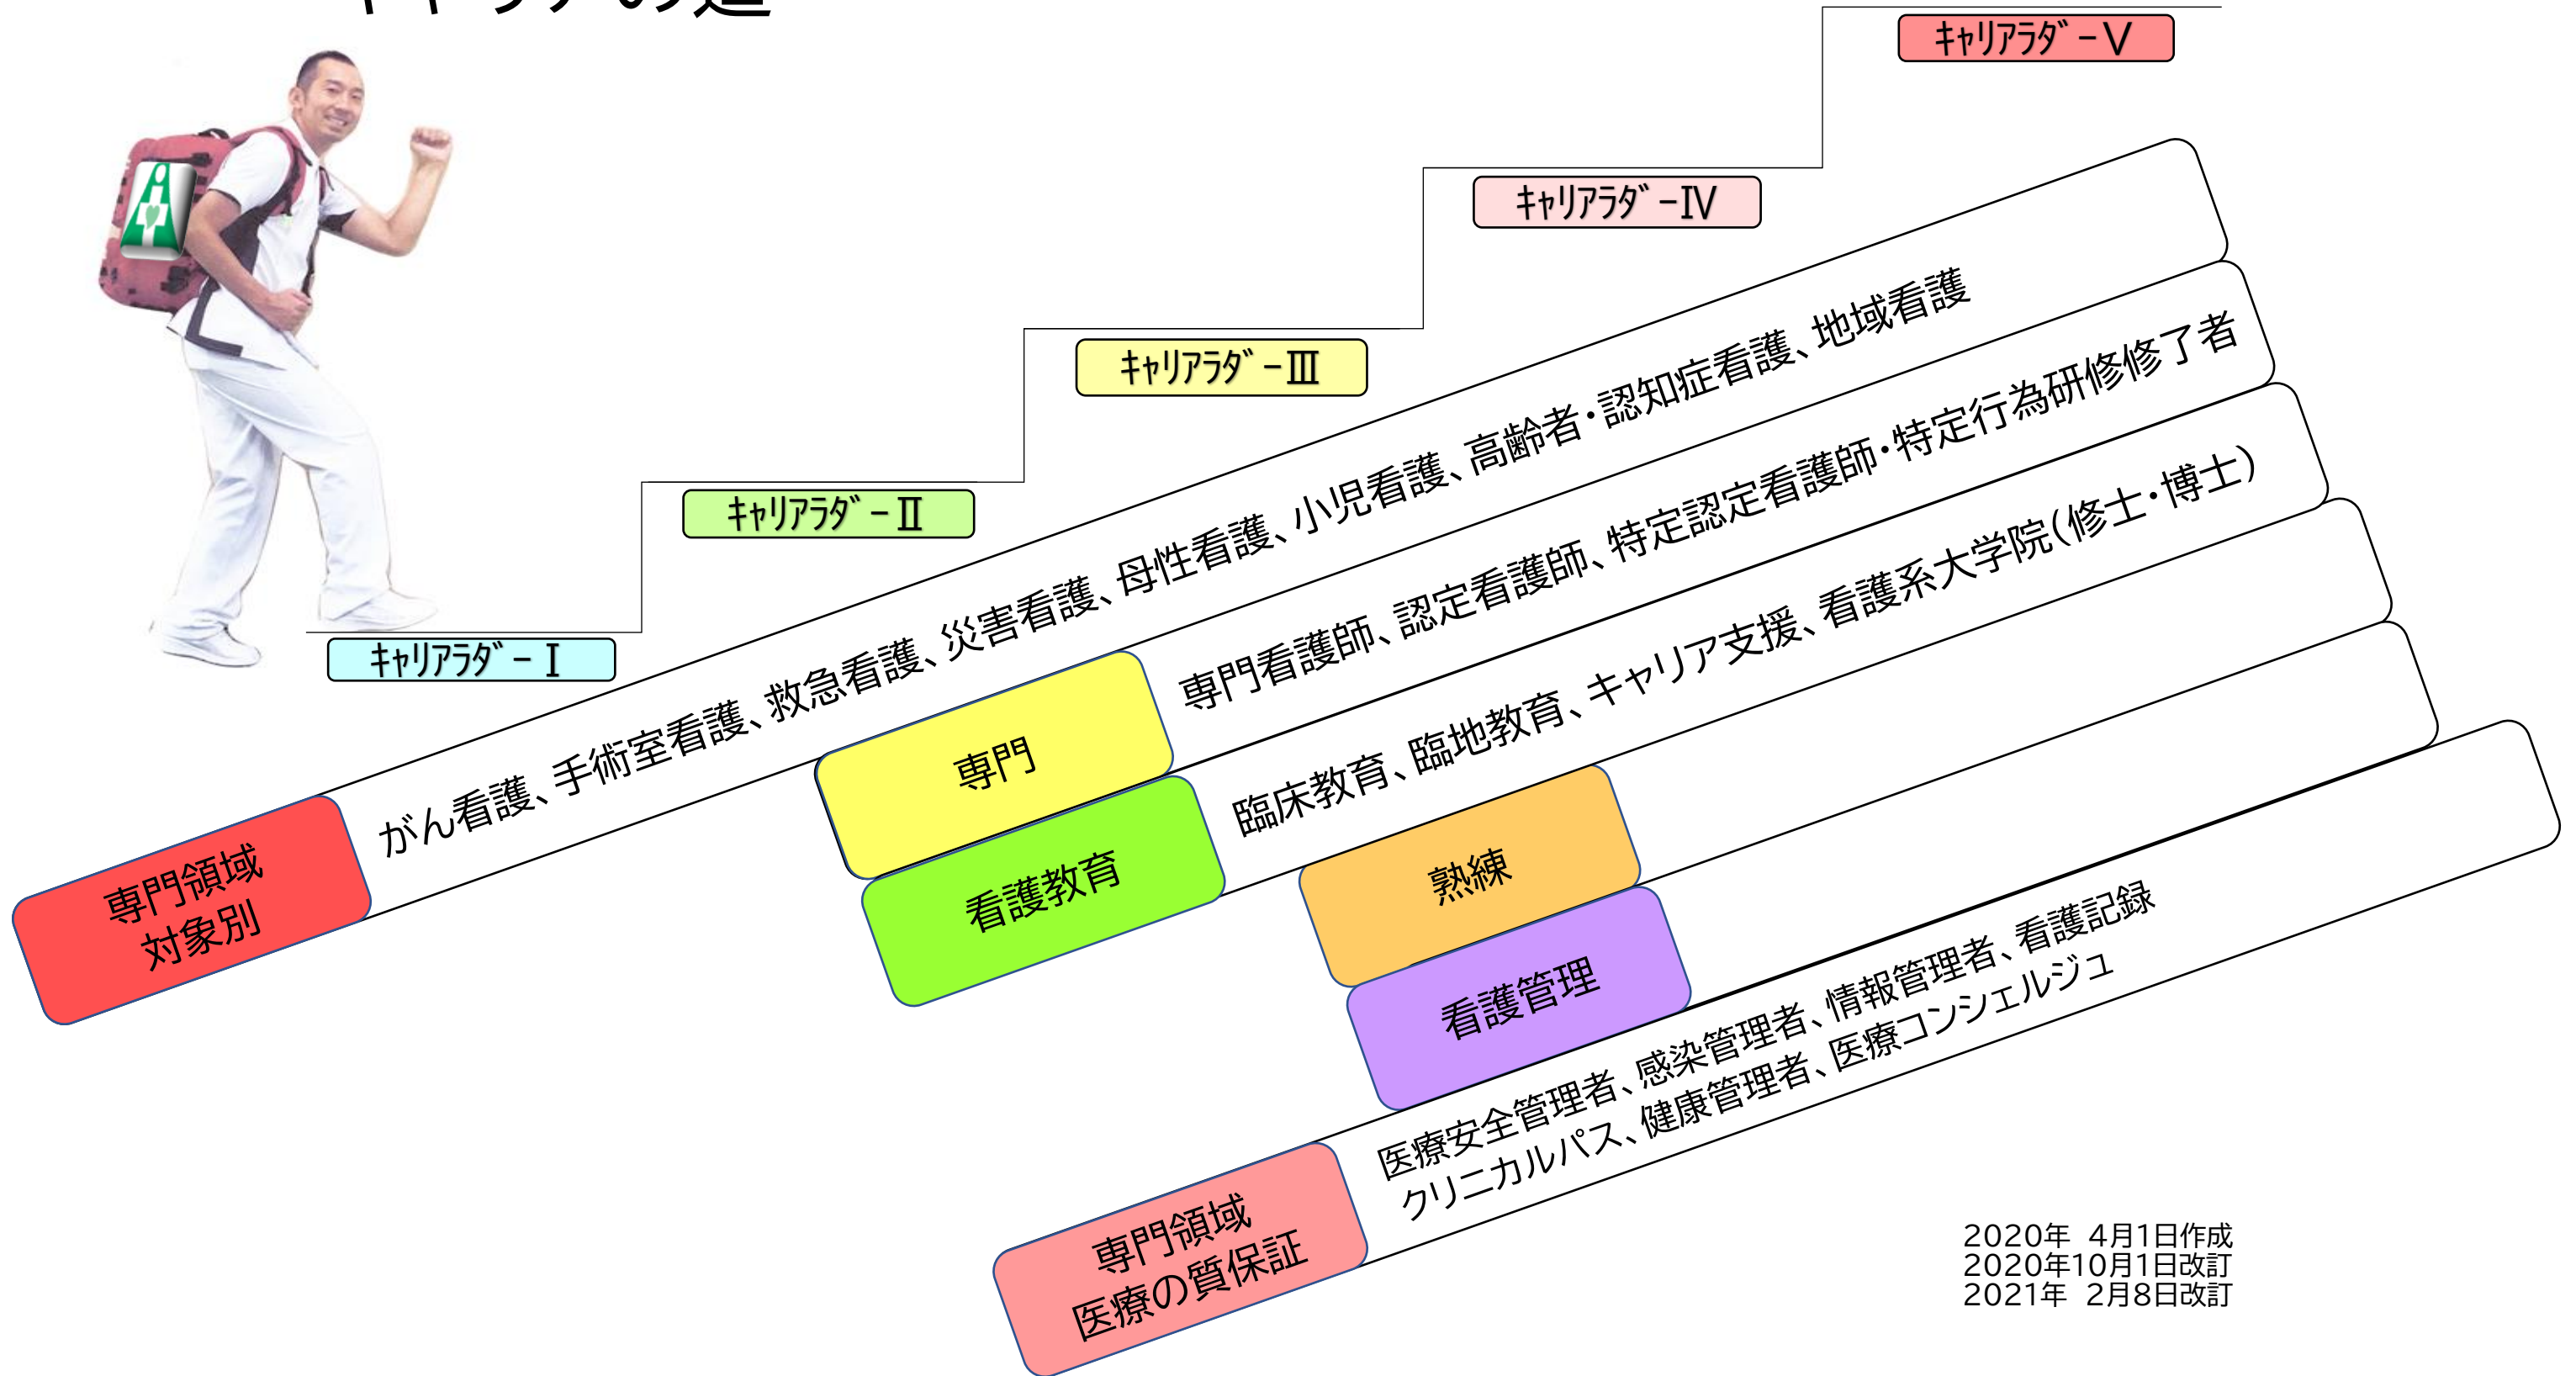 キャリアの道
ｷｬﾘｱﾗﾀﾞｰⅤ
ｷｬﾘｱﾗﾀﾞｰⅣ
ｷｬﾘｱﾗﾀﾞｰⅢ
ｷｬﾘｱﾗﾀﾞｰⅡ
ｷｬﾘｱﾗﾀﾞｰⅠ
専門領域
対象別
がん看護、手術室看護、救急看護、災害看護、母性看護、小児看護、高齢者・認知症看護、地域看護
専門
専門看護師、認定看護師、特定認定看護師・特定行為研修修了者
看護教育
臨床教育、臨地教育、キャリア支援、看護系大学院(修士・博士)
熟練
看護管理
専門領域
医療の質保証
医療安全管理者、感染管理者、情報管理者、看護記録
クリニカルパス、健康管理者、医療コンシェルジュ
2020年 4月1日作成
2020年10月1日改訂
2021年 2月8日改訂